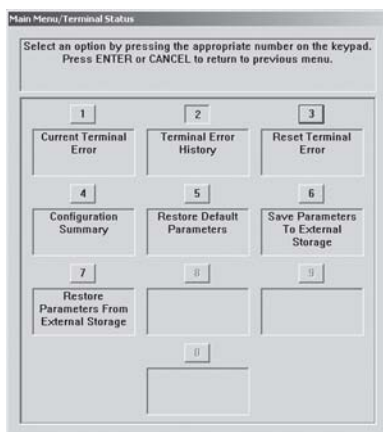 Main Menu/Terminal Status
Select an option by pressing the appropriate number on the keypad.
Press ENTER or CANCEL to return to previous menu.
1
2
3
Current Terminal
Error
Terminal Error
History
Reset Terminal
Error
4
5
6
Configuration
Summary
Restore Default
Parameters
Save Parameters
To External
Storage
7
8
9
Restore
Parameters From
External Storage
0